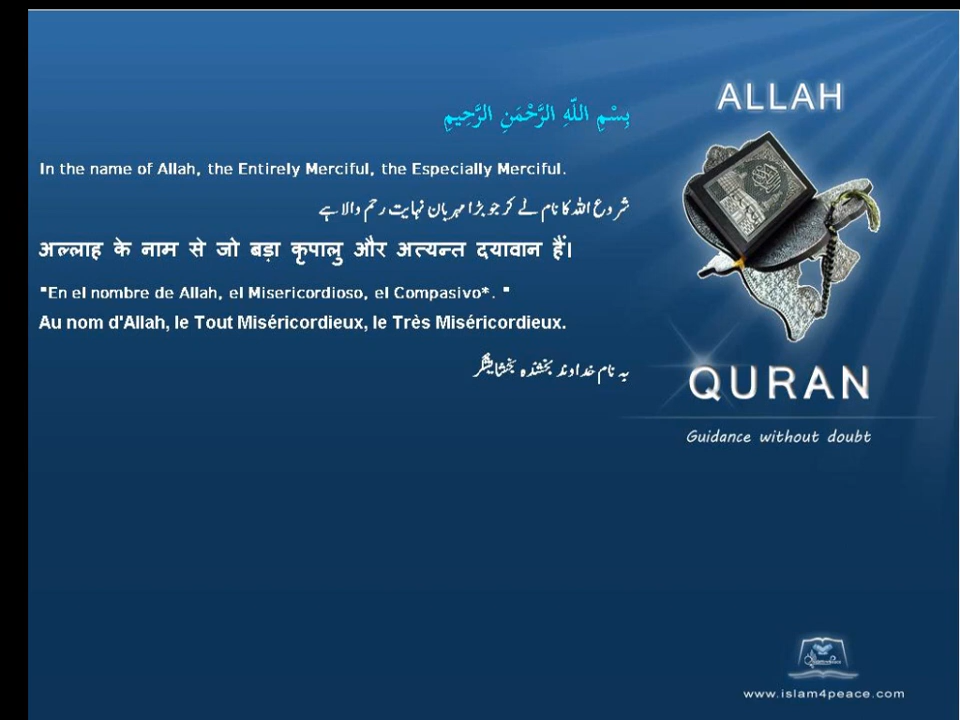 بِسْمِ اللَّهِ الرَّحْمَنِ الرَّحِيمِ
In the name of Allah, the Entirely Merciful, the Especially Merciful.
شروع اللہ کا نام لے کر جو بڑا مہربان نہایت رحم والا ہے
अल्लाह के नाम से जो बड़ा कृपालु और अत्यन्त दयावान हैं।
"En el nombre de Allah, el Misericordioso, el Compasivo*. "
Au nom d'Allah, le Tout Miséricordieux, le Très Miséricordieux.
به نام خداوند بخشنده بخشایشگر
ALLAH
QURAN
Guidance without doubt
www.islam4peace.com